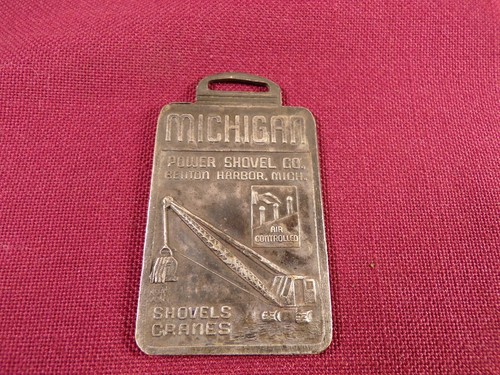 MICHIGAN
POWER SHOVEL CO.,
BENTON HARBOR, MICH.
AIR
CONTROLLED
SHOVELS
CRANES